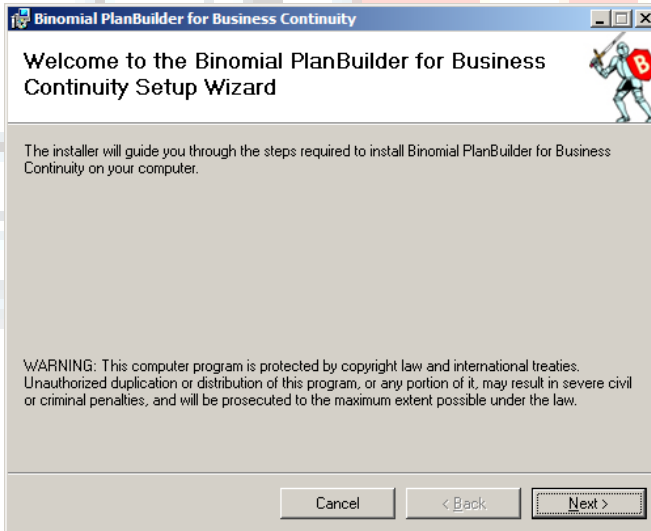 Binomial PlanBuilder for Business Continuity
Welcome to the Binomial PlanBuilder for Business
Continuity Setup Wizard
B
The installer will guide you through the steps required to install Binomial PlanBuilder for Business
Continuity on your computer.
WARNING: This computer program is protected by copyright law and international treaties.
Unauthorized duplication or distribution of this program, or any portion of it, may result in severe civil
or criminal penalties, and will be prosecuted to the maximum extent possible under the law.
Cancel < Back Next >